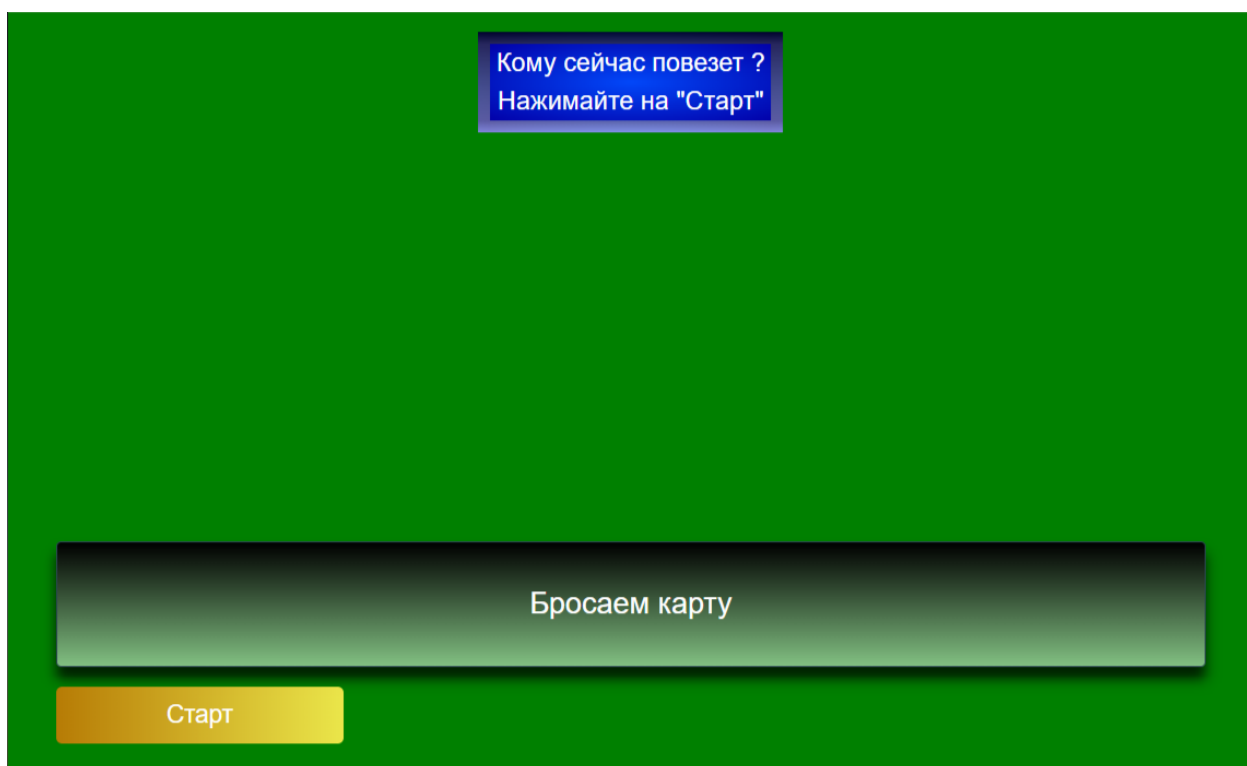 Кому сейчас повезет ?
Нажимайте на "Старт"
Бросаем карту
Старт